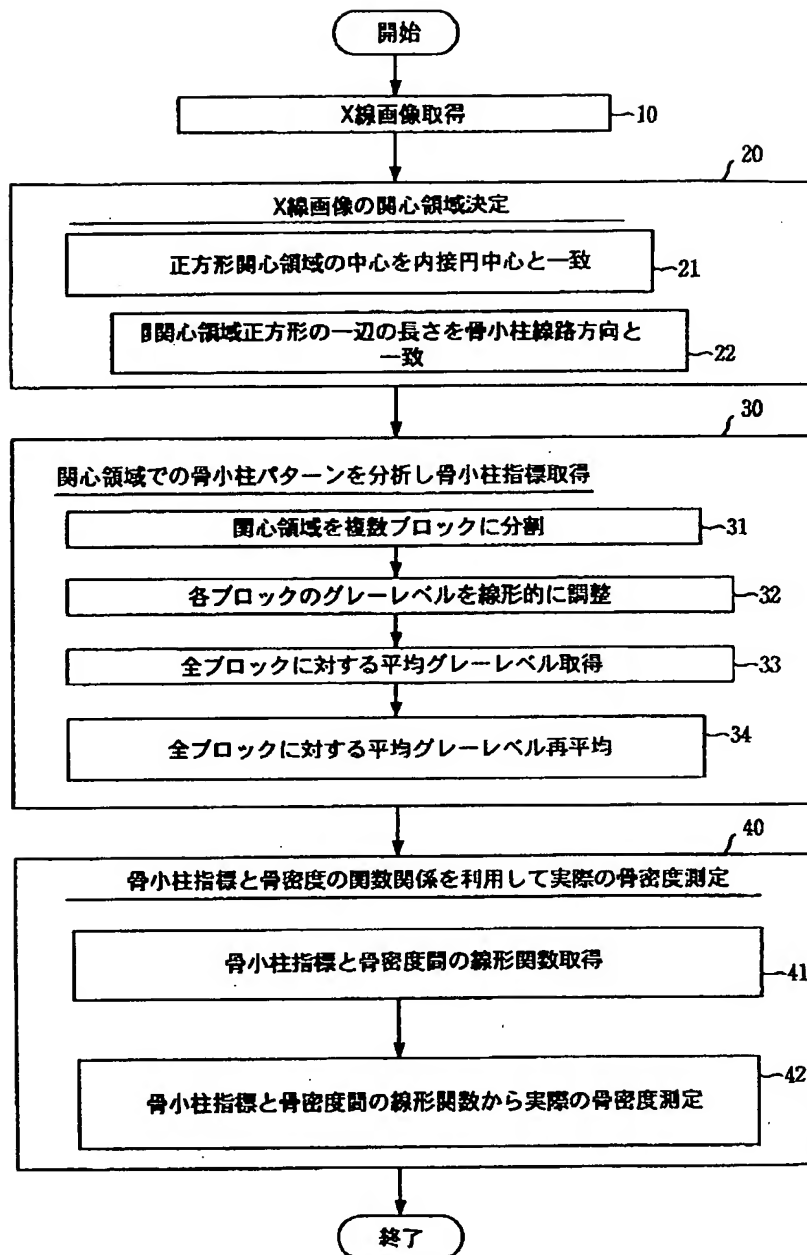 開始
X線画像取得
10
20
X線画像の関心領域決定
正方形関心領域の中心を内接円中心と一致
21
関心領域正方形の一辺の長さを骨小柱線路方向と
一致
22
30
関心領域での骨小柱パターンを分析し骨小柱指標取得
関心領域を複数ブロックに分割
31
各ブロックのグレーレベルを線形的に調整
32
全ブロックに対する平均グレーレベル取得
33
全ブロックに対する平均グレーレベル再平均
34
40
骨小柱指標と骨密度の関数関係を利用して実際の骨密度測定
骨小柱指標と骨密度間の線形関数取得
41
骨小柱指標と骨密度間の線形関数から実際の骨密度測定
42
終了